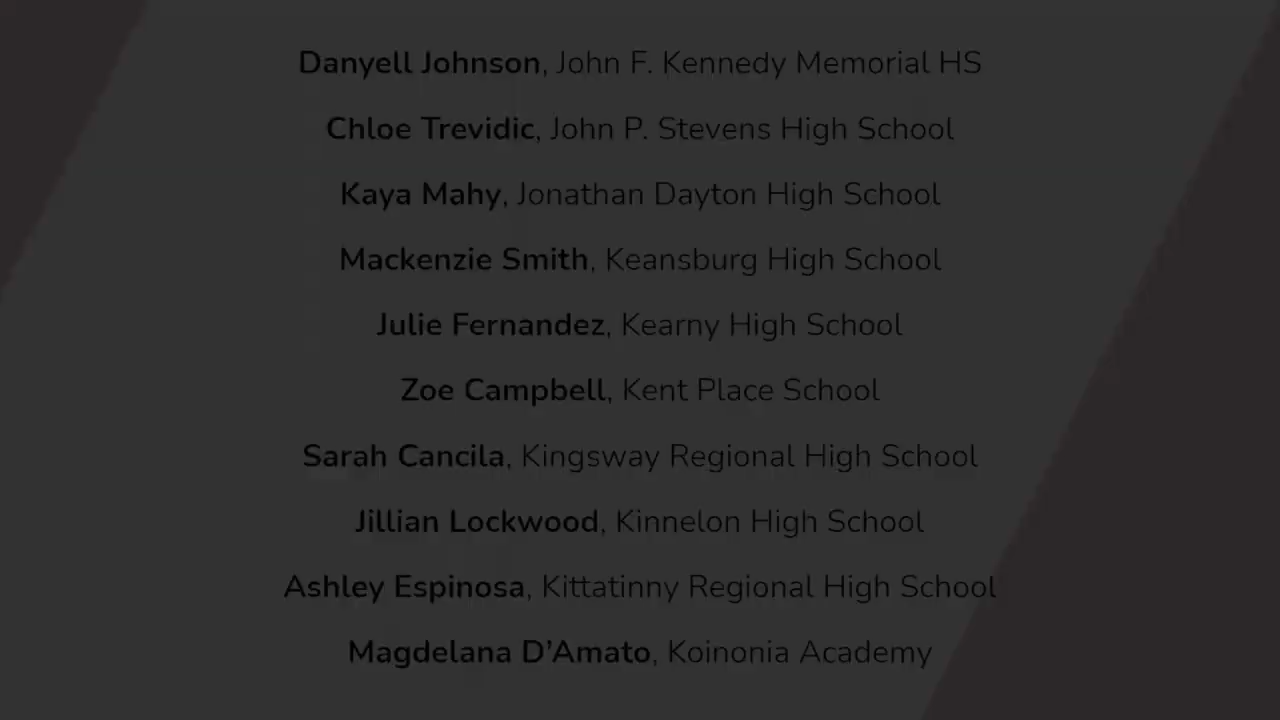 Danyell Johnson, John F. Kennedy Memorial HS
Chloe Trevidic, John P. Stevens High School
Kaya Mahy, Jonathan Dayton High School
Mackenzie Smith, Keansburg High School
Julie Fernandez, Kearny High School
Zoe Campbell, Kent Place School
Sarah Cancila, Kingsway Regional High School
Jillian Lockwood, Kinnelon High School
Ashley Espinosa, Kittatinny Regional High School
Magdelana D’Amato, Koinonia Academy